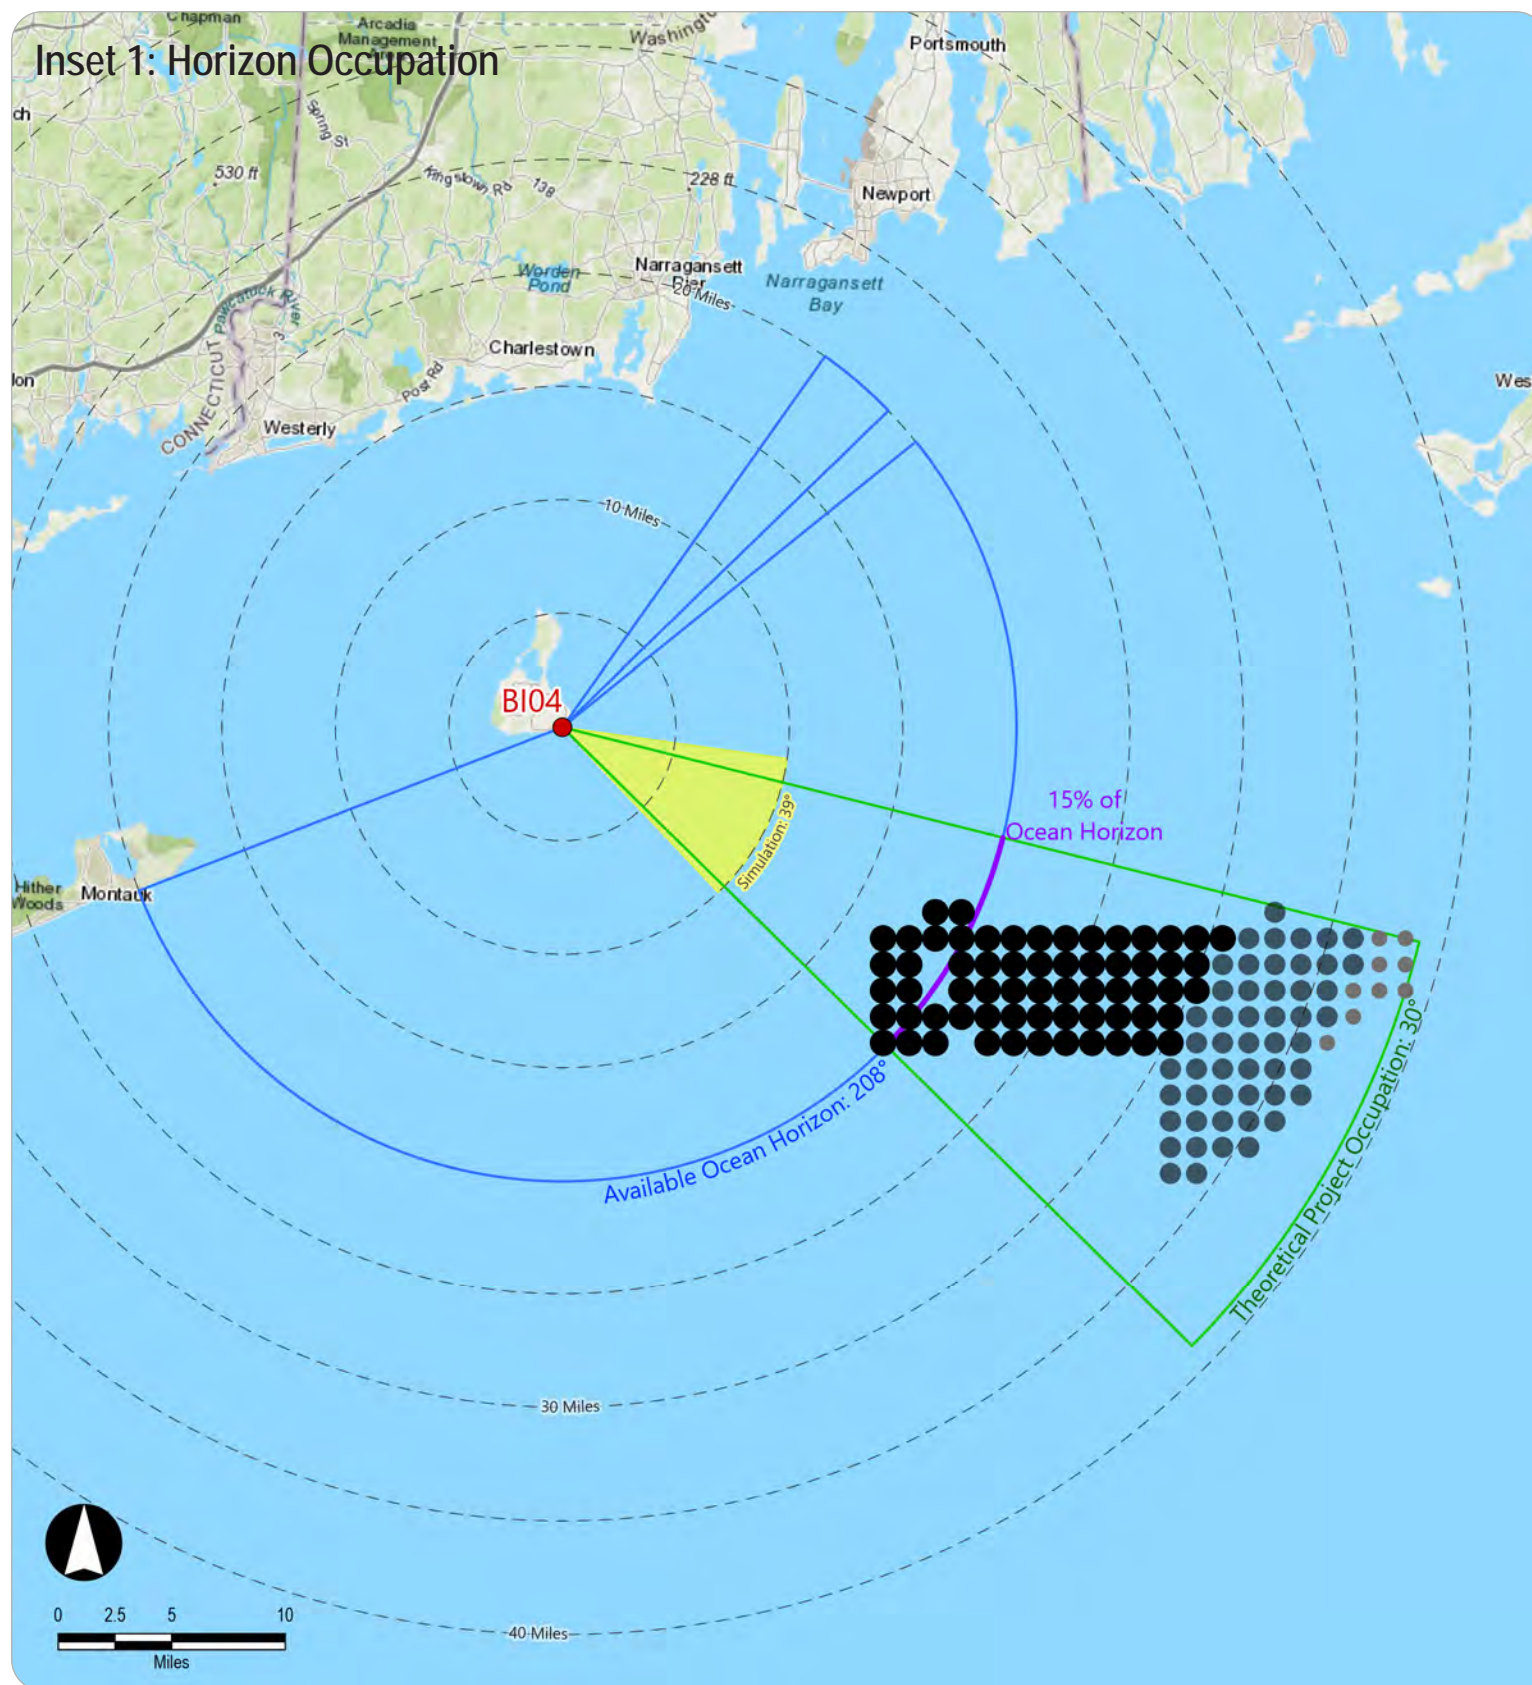 Chapman
Arcadia
Management
Washingto
Portsmouth
Inset 1: Horizon Occupation
ch
Spring St
530 ft
Kingstown Rd
138
228 ft
Newport
Narragansett
Pier
Worden
Pond
20 Miles
Narragansett
Bay
Pawcatuck River
3
Charlestown
CONNECTICUT
lon
Post Rd
Wes
Westerly
10 Miles
BI04
15% of
Ocean Horizon
Simulation: 39°
Hither
Woods
Montauk
Available Ocean Horizon: 208°
Theoretical Project Occupation: 30°
30 Miles
0 2.5 5 10
Miles
40 Miles